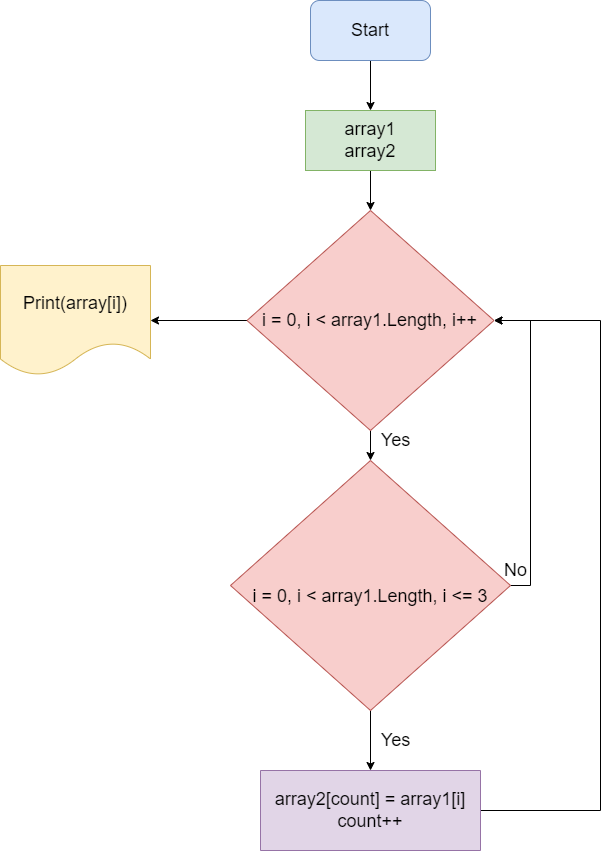 Start
array1
array2
i = 0, i < array1.Length, i++
Print(array[i])
Yes
i = 0, i < array1.Length, i <= 3
No
Yes
array2[count] = array1[i]
count++